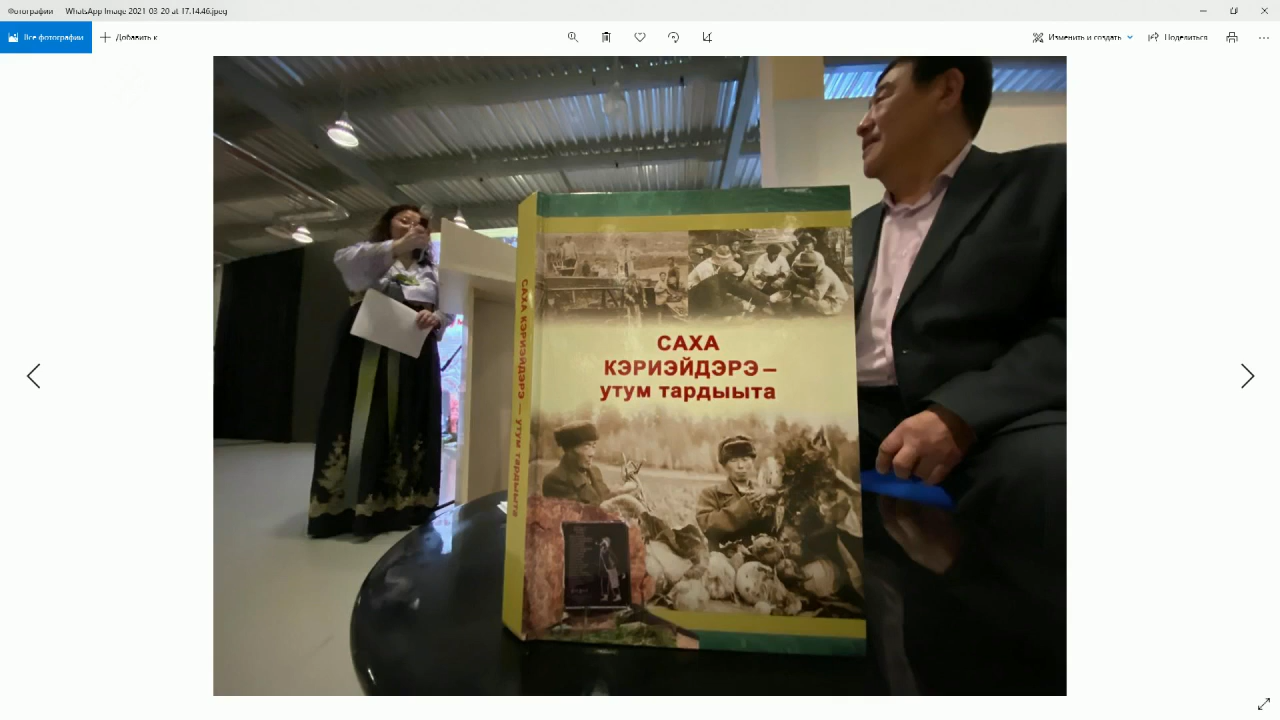 Фотографии
WhatsApp Image 2021-03-20 at 17.14.46.jpeg
Все фотографии
Добавить к
Изменить и создать
Поделиться
САХА
КЭРИЭЙДЭРЭ –
утум тардыыта
САХА КЭРИЭЙДЭРЭ — утум тардыыта